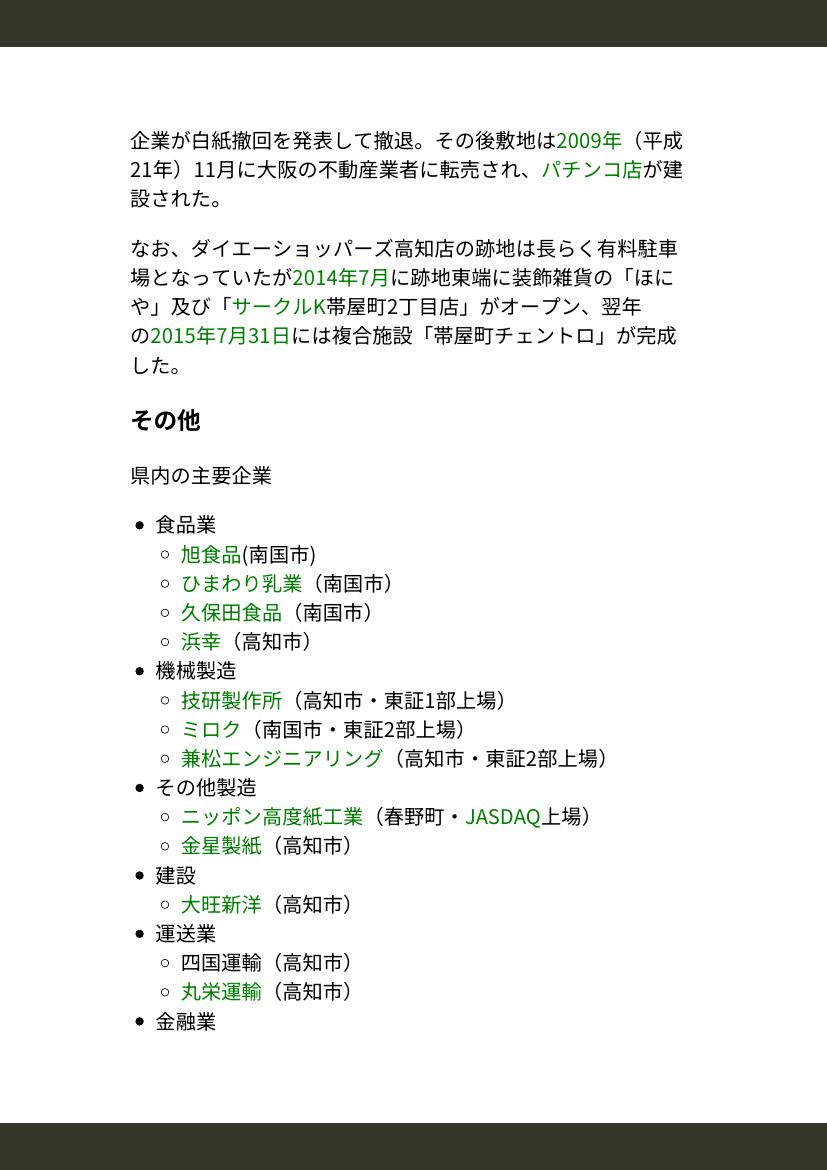 企業が白紙撤回を発表して撤退。その後敷地は2009年（平成
21年）11月に大阪の不動産業者に転売され、パチンコ店が建
設された。
なお、ダイエーショッパーズ高知店の跡地は長らく有料駐車
場となっていたが2014年7月に跡地東端に装飾雑貨の「ほに
や」及び「サークルK帯屋町2丁目店」がオープン、翌年
の2015年7月31日には複合施設「帯屋町チェントロ」が完成
した。
その他
県内の主要企業
• 食品業
◦ 旭食品(南国市)
◦ ひまわり乳業（南国市）
◦ 久保田食品（南国市）
◦ 浜幸（高知市）
• 機械製造
◦ 技研製作所（高知市・東証1部上場）
◦ ミロク（南国市・東証2部上場）
◦ 兼松エンジニアリング（高知市・東証2部上場）
• その他製造
◦ ニッポン高度紙工業（春野町・JASDAQ上場）
◦ 金星製紙（高知市）
• 建設
◦ 大旺新洋（高知市）
• 運送業
◦ 四国運輸（高知市）
◦ 丸栄運輸（高知市）
• 金融業